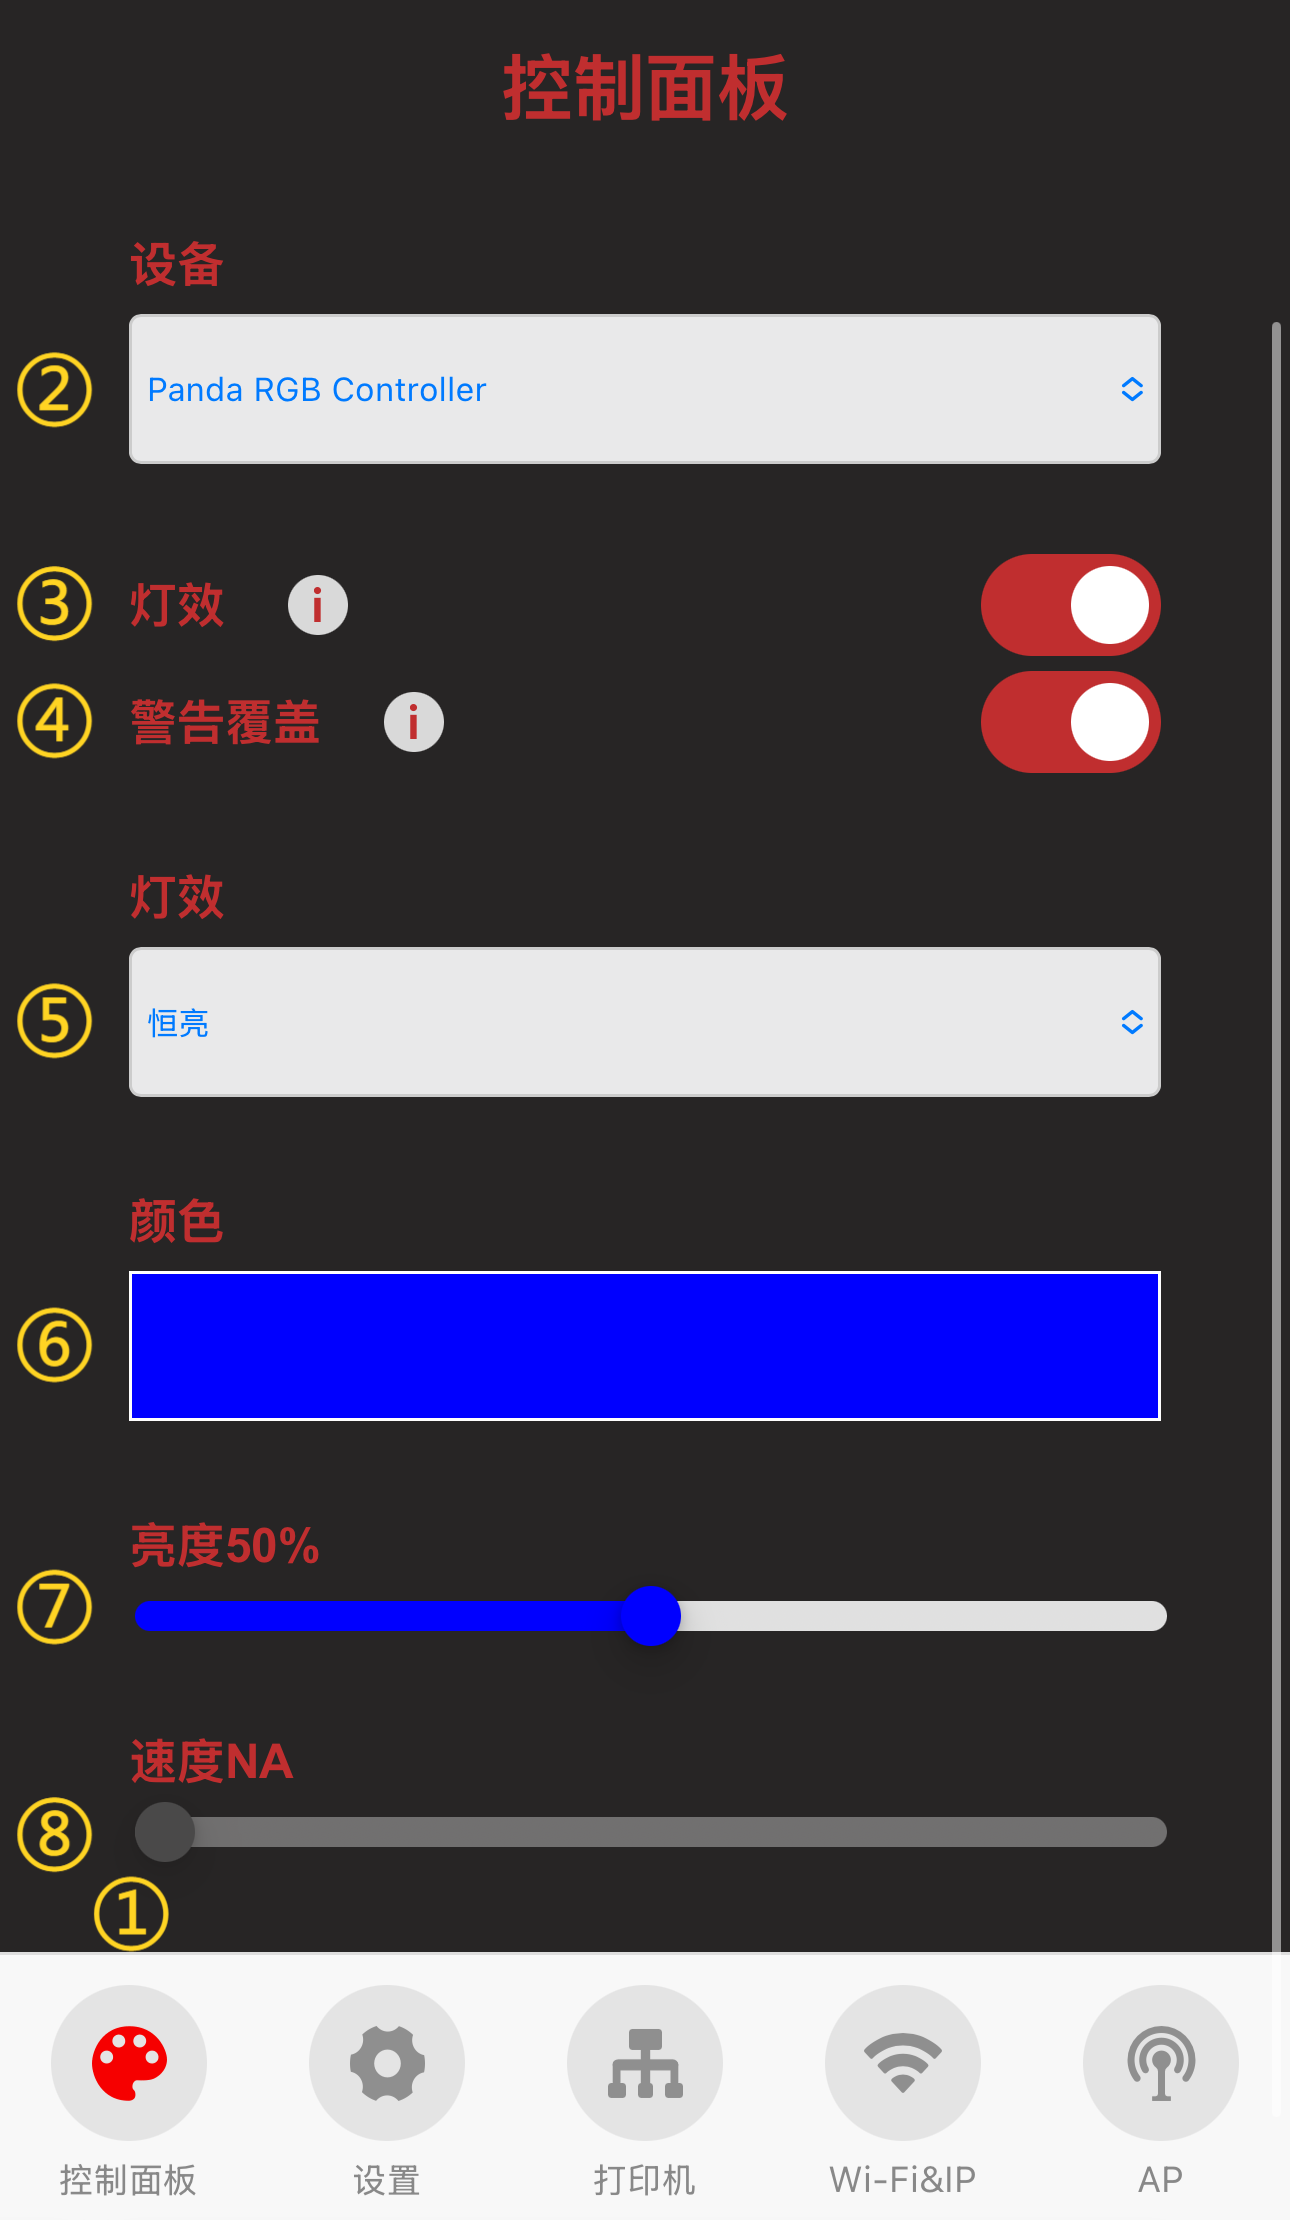 控制面板
设备
② Panda RGB Controller
③ 灯效 i
④ 警告覆盖 i
灯效
⑤ 恒亮
颜色
⑥
亮度50%
⑦
速度NA
⑧
①
控制面板 设置 打印机 Wi-Fi&IP AP